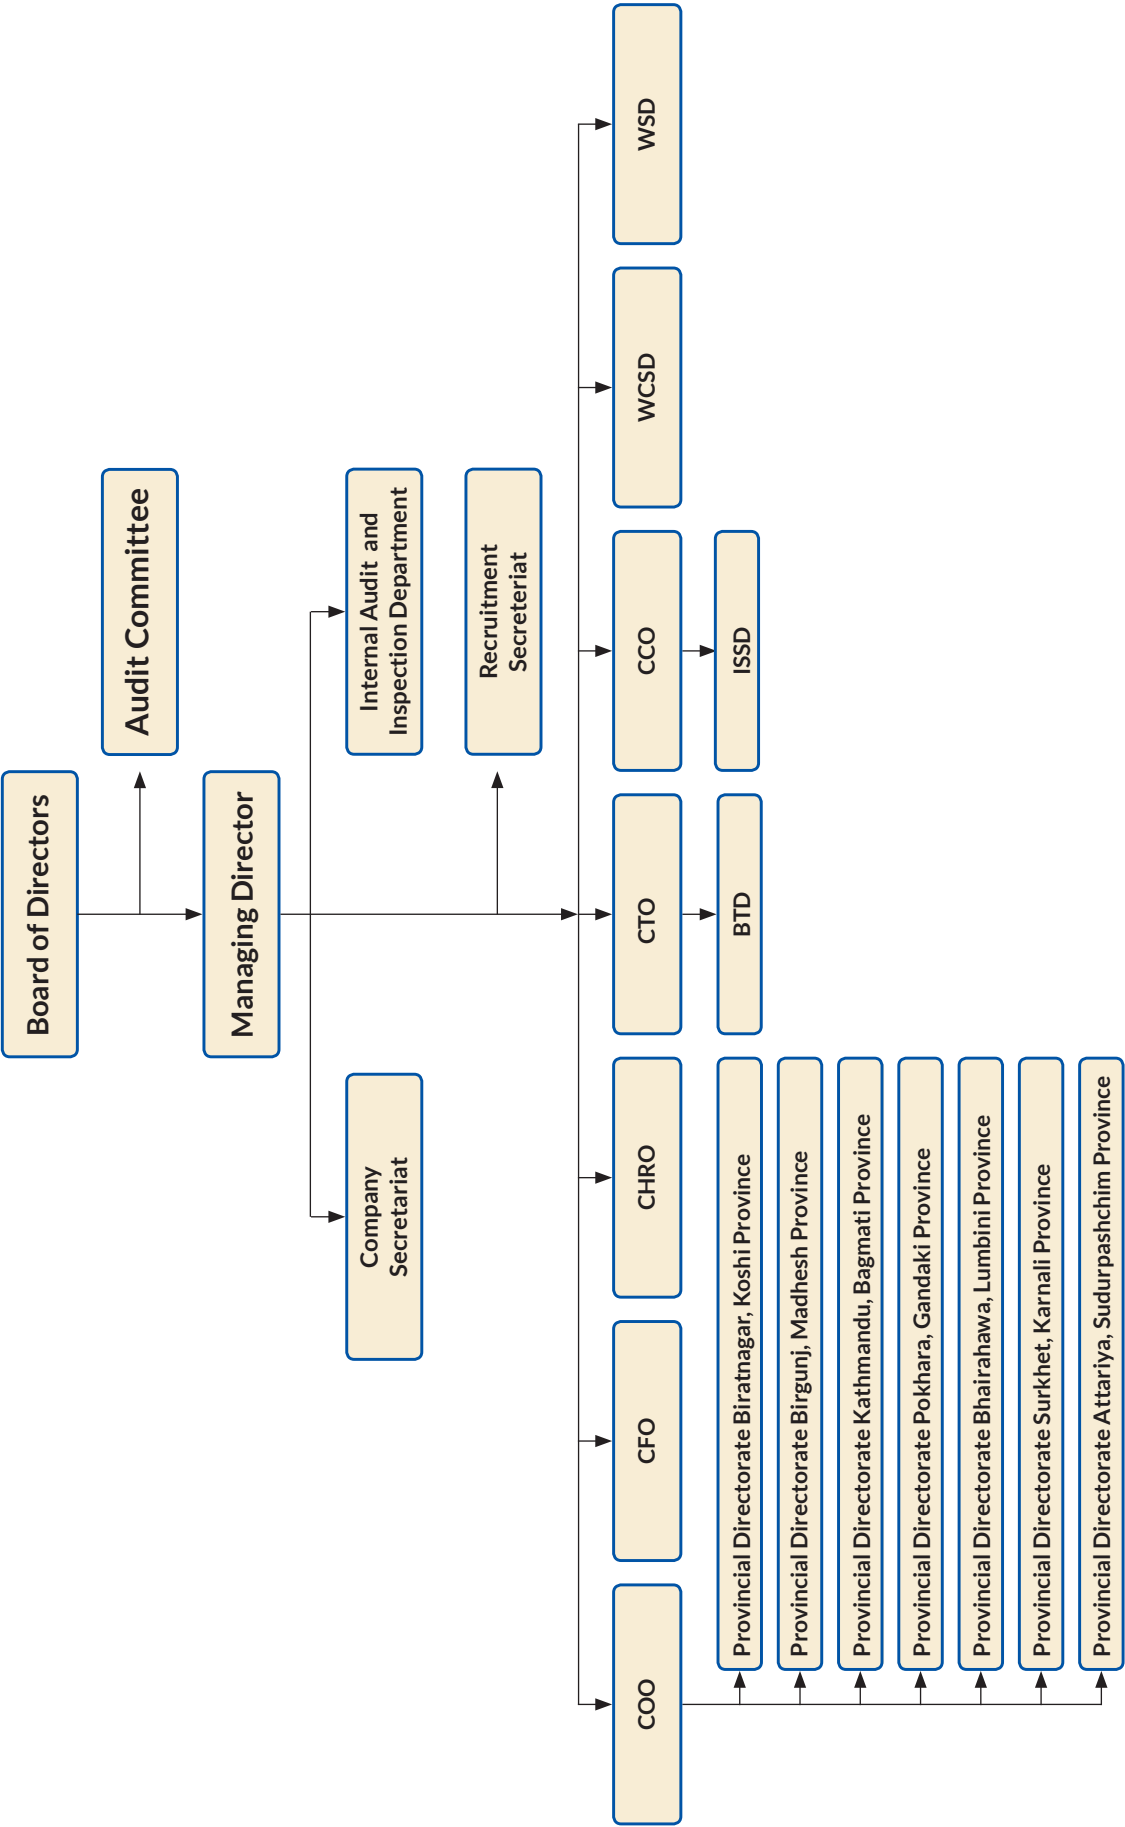 Board of Directors
Audit Committee
Managing Director
Company
Secretariat
Internal Audit and
Inspection Department
Recruitment
Secreteriat
COO
CFO
CHRO
CTO
CCO
WCSD
WSD
Provincial Directorate Biratnagar, Koshi Province
Provincial Directorate Birgunj, Madhesh Province
Provincial Directorate Kathmandu, Bagmati Province
Provincial Directorate Pokhara, Gandaki Province
Provincial Directorate Bhairahawa, Lumbini Province
Provincial Directorate Surkhet, Karnali Province
Provincial Directorate Attariya, Sudurpashchim Province
BTD
ISSD